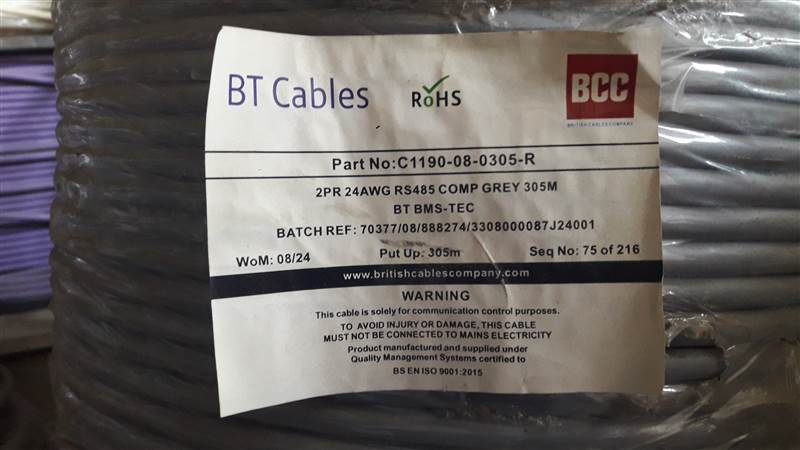 BT Cables
RoHS
BCC
BRITISH CABLES COMPANY
Part No:C1190-08-0305-R
2PR 24AWG RS485 COMP GREY 305M
BT BMS-TEC
BATCH REF: 70377/08/888274/3308000087J24001
WoM: 08/24 Put Up: 305m Seq No: 75 of 216
www.britishcablescompany.com
WARNING
This cable is solely for communication control purposes.
TO AVOID INJURY OR DAMAGE, THIS CABLE
MUST NOT BE CONNECTED TO MAINS ELECTRICITY
Product manufactured and supplied under
Quality Management Systems certified to
BS EN ISO 9001:2015